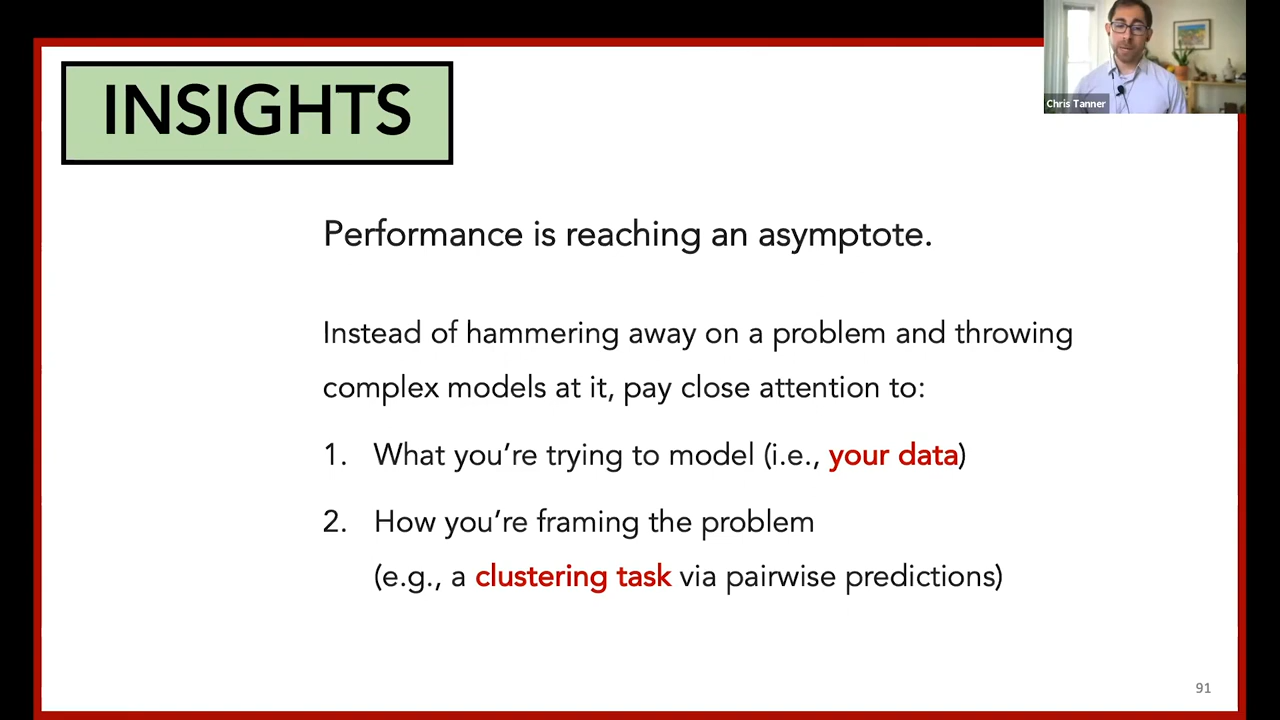 INSIGHTS
Chris Tanner
Performance is reaching an asymptote.
Instead of hammering away on a problem and throwing
complex models at it, pay close attention to:
1. What you’re trying to model (i.e., your data)
2. How you’re framing the problem
(e.g., a clustering task via pairwise predictions)
91